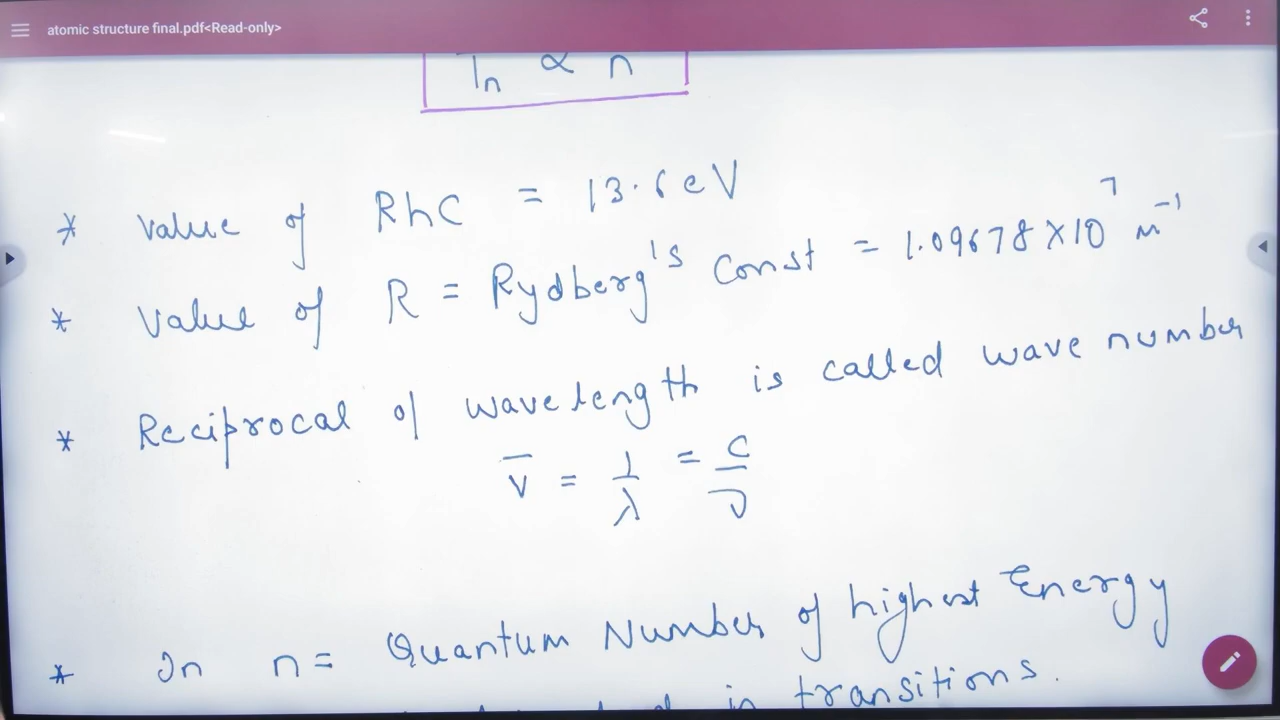 atomic structure final.pdf<Read-only>
∝ n
* Value of RhC = 13.6 eV
* Value of R = Rydberg's Const = 1.09678 × 10⁷ m⁻¹
* Reciprocal of wavelength is called wave number
v̅ = 1/λ = c/ν
* In n = Quantum Number of highest Energy
in transitions.